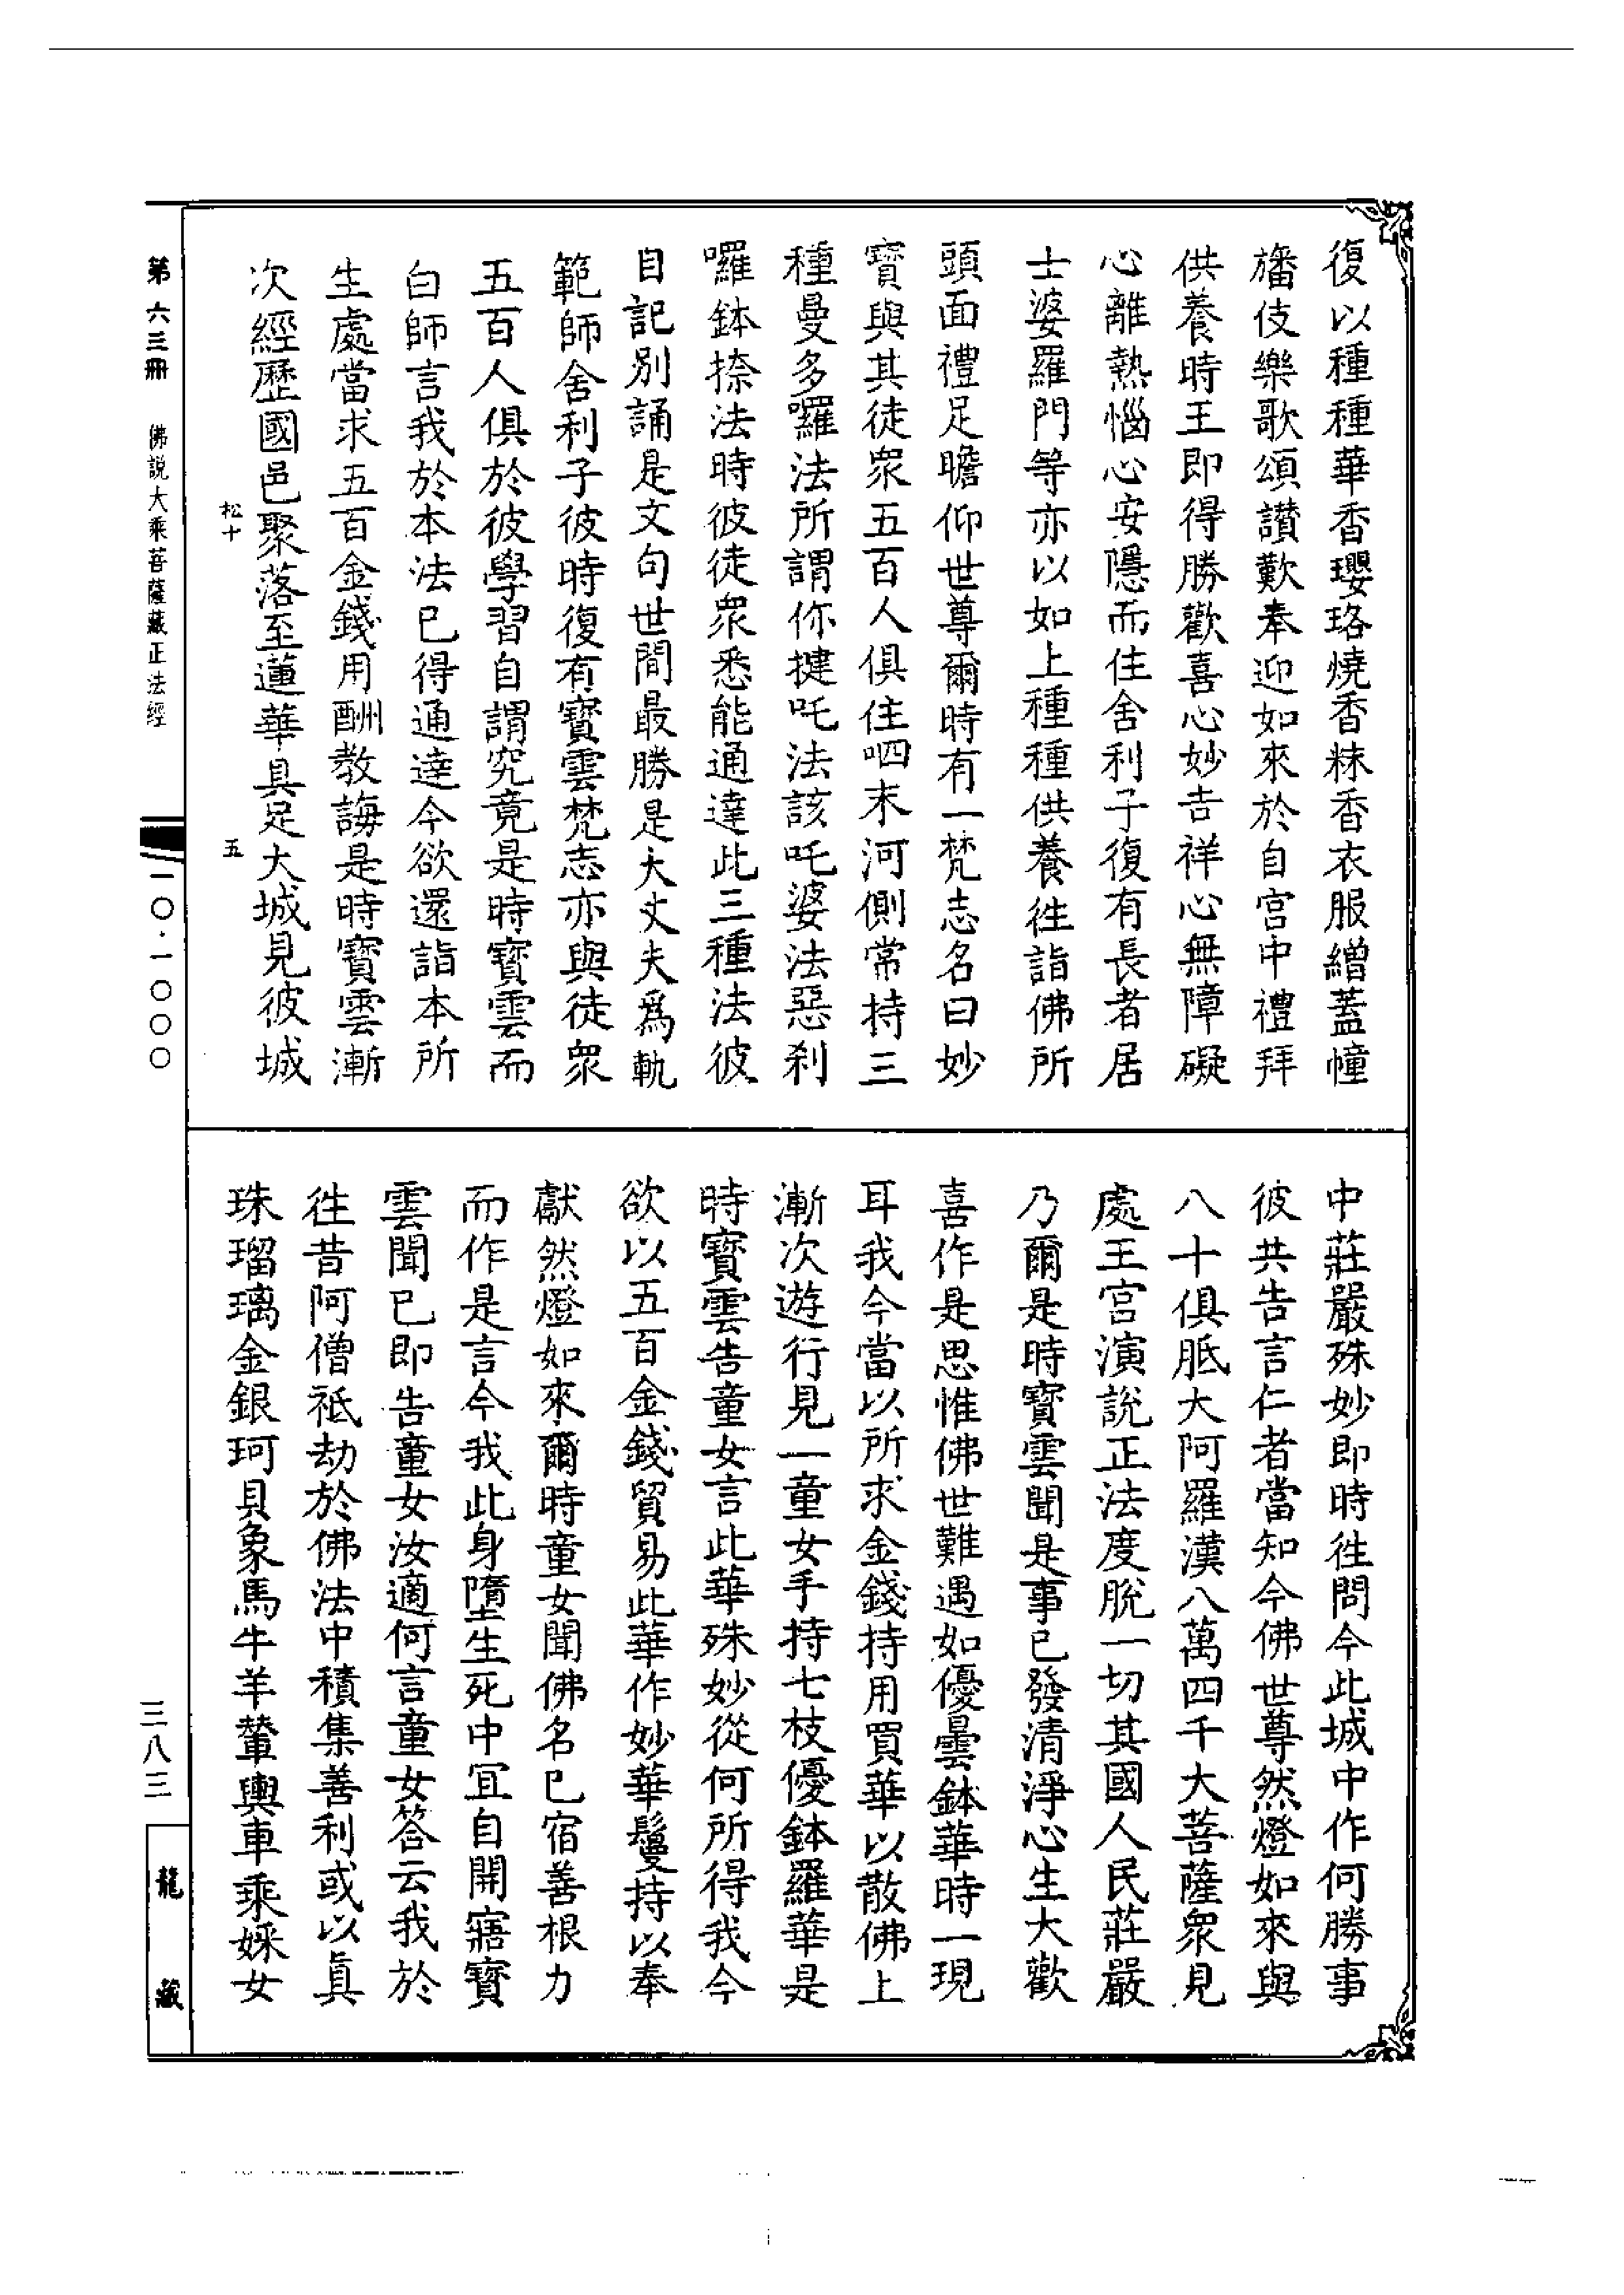 復以種種華香瓔珞燒香粖香衣服繒蓋幢
旛伎樂歌頌讃歎奉迎如來於自宮中禮拜
供養時王即得勝歡喜心妙吉祥心無障礙
心離熱惱心安隱而住舍利子復有長者居
士婆羅門等亦以如上種種供養往詣佛所
頭面禮足瞻仰世尊爾時有一梵志名曰妙
寶與其徒衆五百人俱住呬末河側常持三
種曼多囉法所謂你揵吒法該吒婆法惡剎
囉鉢捺法時彼徒衆悉能通達此三種法彼
自記別誦是文句世間最勝是大丈夫爲軌
範師舍利子彼時復有寶雲梵志亦與徒衆
五百人俱於彼學習自謂究竟是時寶雲而
白師言我於本法已得通達今欲還詣本所
生處當求五百金錢用酬教誨是時寶雲漸
次經歷國邑聚落至蓮華具足大城見彼城
中莊嚴殊妙即時往問今此城中作何勝事
彼共告言仁者當知今佛世尊然燈如來與
八十俱胝大阿羅漢八萬四千大菩薩衆見
處王宮演說正法度脫一切其國人民莊嚴
乃爾是時寶雲聞是事已發清淨心生大歡
喜作是思惟佛世難遇如優曇鉢華時一現
耳我今當以所求金錢持用買華以散佛上
漸次遊行見一童女手持七枝優鉢羅華是
時寶雲告童女言此華殊妙從何所得我今
欲以五百金錢貿易此華作妙華鬘持以奉
獻然燈如來爾時童女聞佛名已宿善根力
而作是言今我此身墮生死中宜自開寤寶
雲聞已即告童女汝適何言童女答云我於
往昔阿僧祗劫於佛法中積集善利或以眞
珠瑠璃金銀珂貝象馬牛羊輦輿車乘婇女
松十
五
第六三冊 佛說大乘菩薩藏正法經
一〇·一〇〇〇
三八三
龍藏